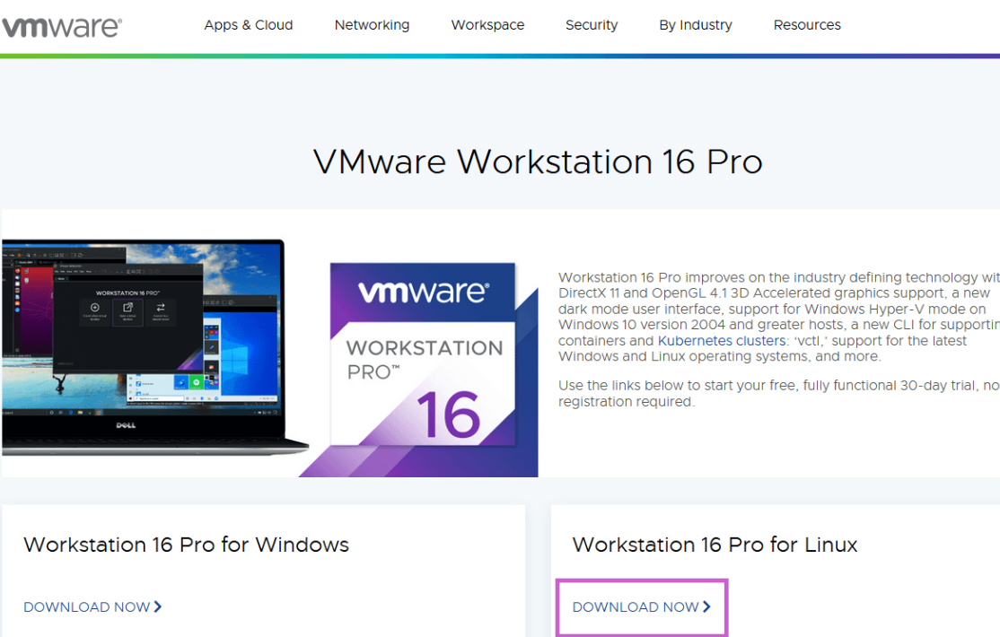 vmware®
Apps & Cloud
Networking
Workspace
Security
By Industry
Resources
VMware Workstation 16 Pro
WORKSTATION 16 PRO™
DELL
vmware®
WORKSTATION
PRO™
16
Workstation 16 Pro improves on the industry defining technology wit
DirectX 11 and OpenGL 4.1 3D Accelerated graphics support, a new
dark mode user interface, support for Windows Hyper-V mode on
Windows 10 version 2004 and greater hosts, a new CLI for supportin
containers and Kubernetes clusters: ‘vctl,’ support for the latest
Windows and Linux operating systems, and more.
Use the links below to start your free, fully functional 30-day trial, no
registration required.
Workstation 16 Pro for Windows
DOWNLOAD NOW
Workstation 16 Pro for Linux
DOWNLOAD NOW